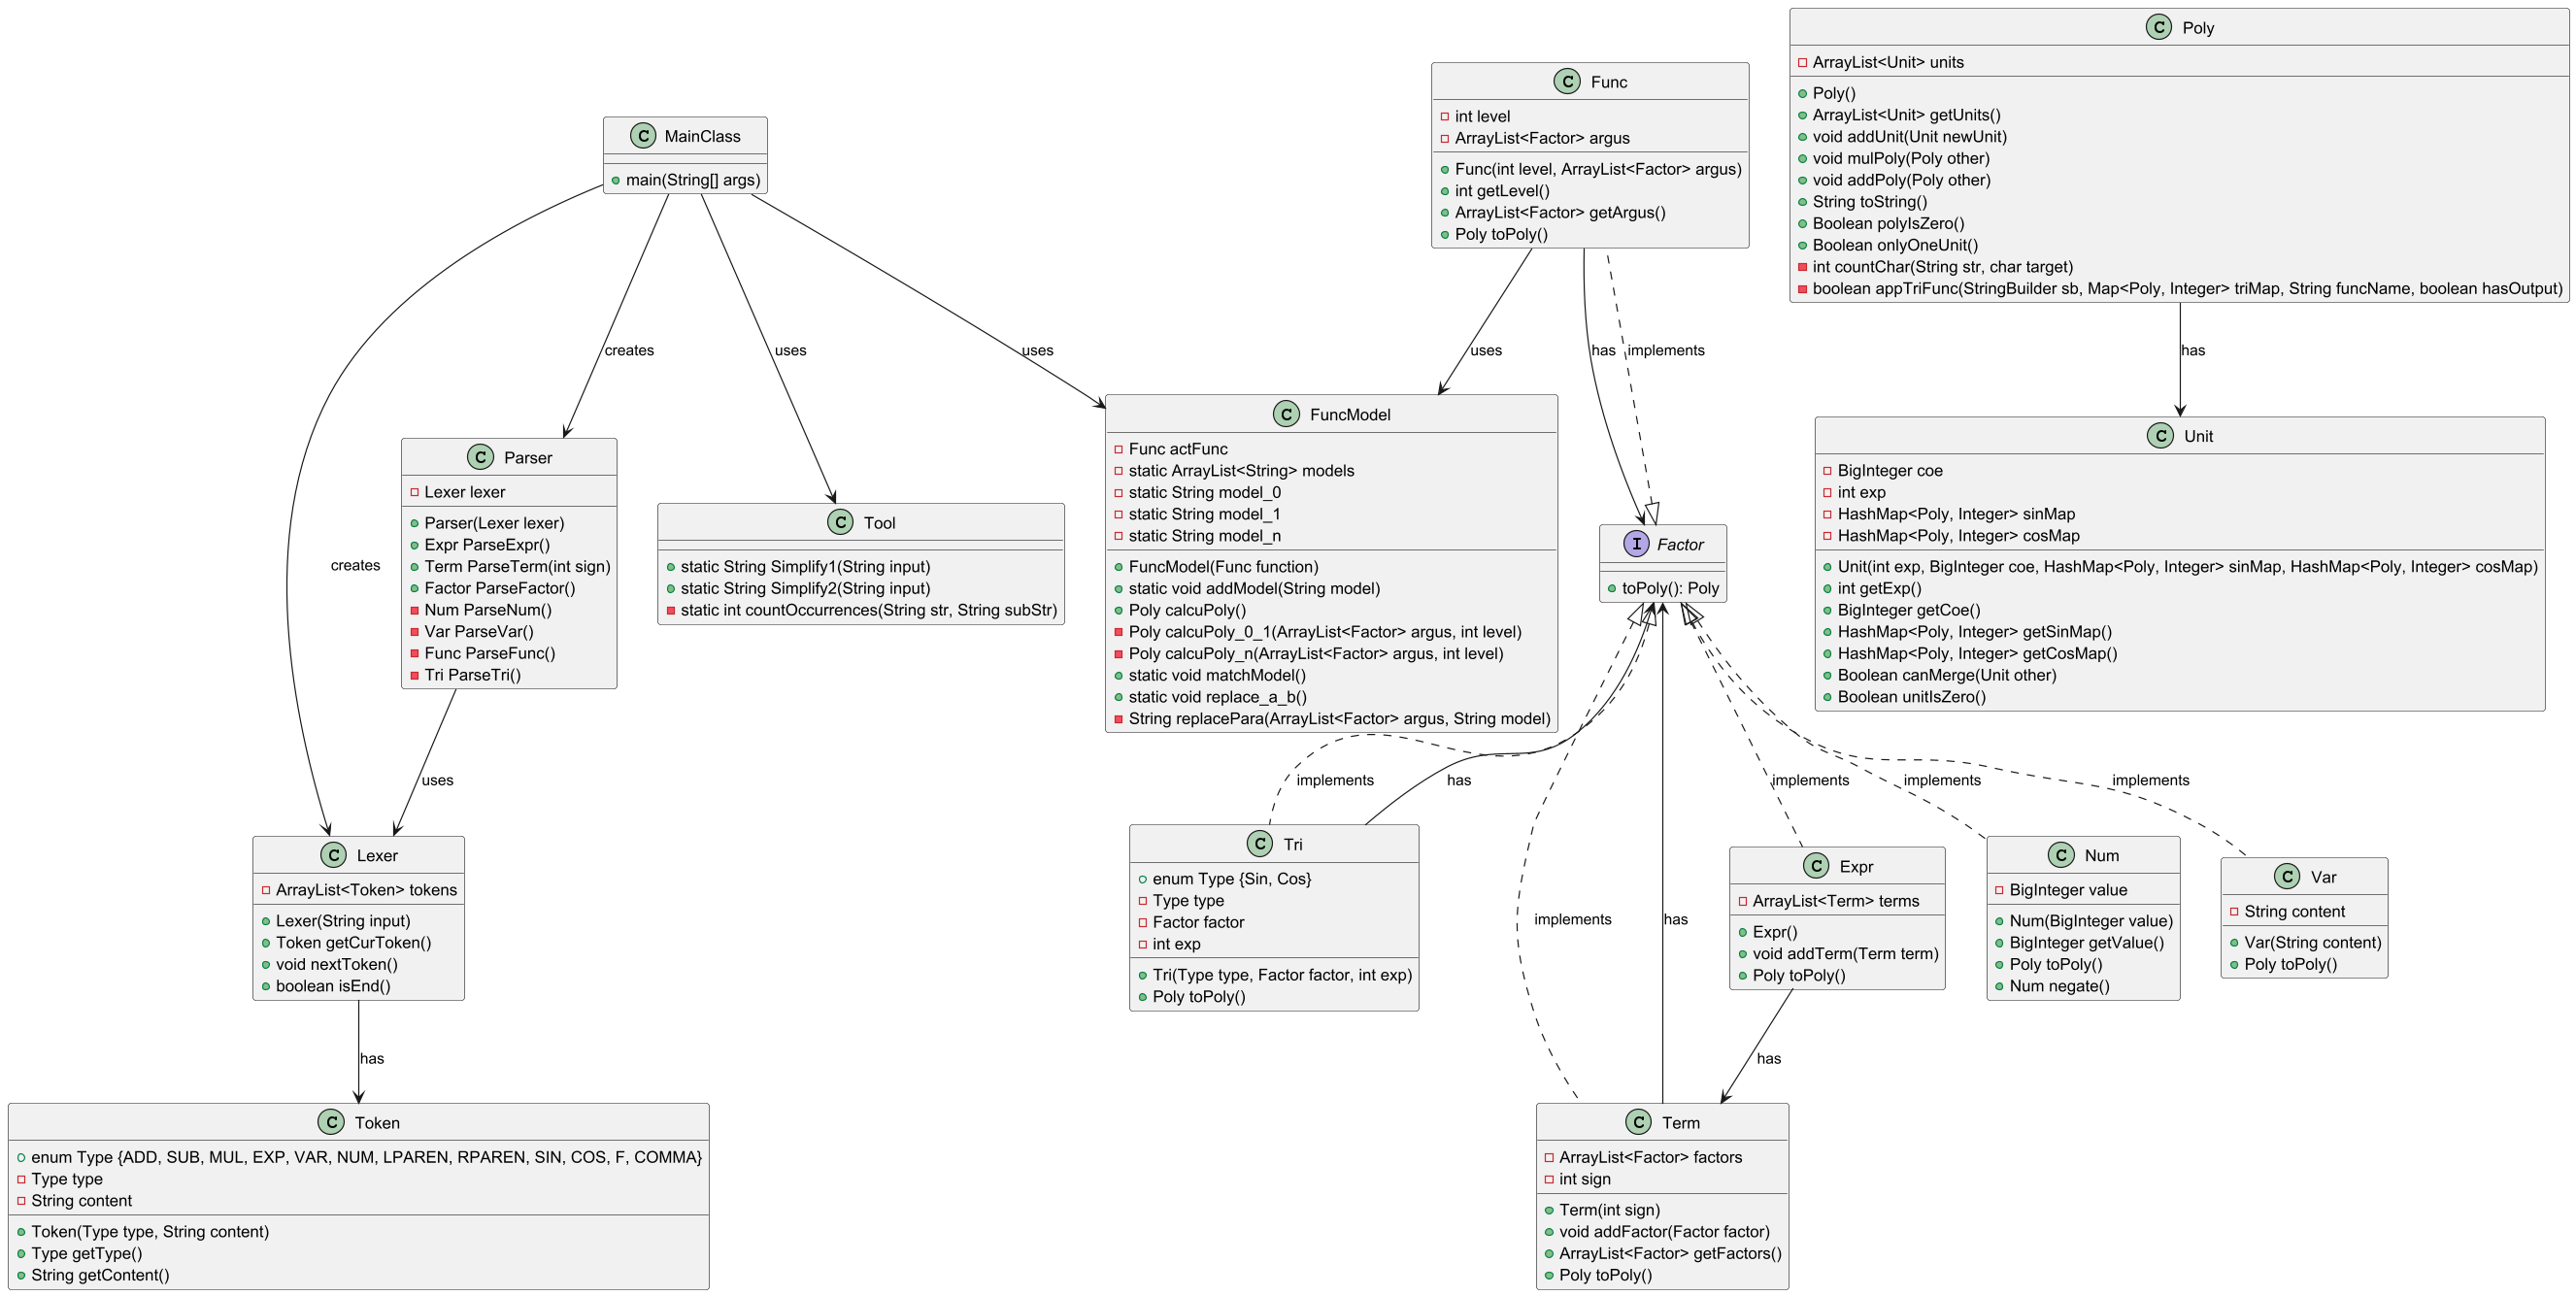 C MainClass
main(String[] args)
C Func
int level
ArrayList<Factor> argus
Func(int level, ArrayList<Factor> argus)
int getLevel()
ArrayList<Factor> getArgus()
Poly toPoly()
C Poly
ArrayList<Unit> units
Poly()
ArrayList<Unit> getUnits()
void addUnit(Unit newUnit)
void mulPoly(Poly other)
void addPoly(Poly other)
String toString()
Boolean polyIsZero()
Boolean onlyOneUnit()
int countChar(String str, char target)
boolean appTriFunc(StringBuilder sb, Map<Poly, Integer> triMap, String funcName, boolean hasOutput)
creates
uses
uses
uses
has
implements
has
C Parser
Lexer lexer
Parser(Lexer lexer)
Expr ParseExpr()
Term ParseTerm(int sign)
Factor ParseFactor()
Num ParseNum()
Var ParseVar()
Func ParseFunc()
Tri ParseTri()
C Tool
static String Simplify1(String input)
static String Simplify2(String input)
static int countOccurrences(String str, String subStr)
C FuncModel
Func actFunc
static ArrayList<String> models
static String model_0
static String model_1
static String model_n
FuncModel(Func function)
static void addModel(String model)
Poly calcuPoly()
Poly calcuPoly_0_1(ArrayList<Factor> argus, int level)
Poly calcuPoly_n(ArrayList<Factor> argus, int level)
static void matchModel()
static void replace_a_b()
String replacePara(ArrayList<Factor> argus, String model)
I Factor
toPoly(): Poly
C Unit
BigInteger coe
int exp
HashMap<Poly, Integer> sinMap
HashMap<Poly, Integer> cosMap
Unit(int exp, BigInteger coe, HashMap<Poly, Integer> sinMap, HashMap<Poly, Integer> cosMap)
int getExp()
BigInteger getCoe()
HashMap<Poly, Integer> getSinMap()
HashMap<Poly, Integer> getCosMap()
Boolean canMerge(Unit other)
Boolean unitIsZero()
creates
uses
implements
has
implements
implements
implements
C Lexer
ArrayList<Token> tokens
Lexer(String input)
Token getCurToken()
void nextToken()
boolean isEnd()
C Tri
enum Type {Sin, Cos}
Type type
Factor factor
int exp
Tri(Type type, Factor factor, int exp)
Poly toPoly()
implements
has
C Expr
ArrayList<Term> terms
Expr()
void addTerm(Term term)
Poly toPoly()
C Num
BigInteger value
Num(BigInteger value)
BigInteger getValue()
Poly toPoly()
Num negate()
C Var
String content
Var(String content)
Poly toPoly()
has
has
C Token
enum Type {ADD, SUB, MUL, EXP, VAR, NUM, LPAREN, RPAREN, SIN, COS, F, COMMA}
Type type
String content
Token(Type type, String content)
Type getType()
String getContent()
C Term
ArrayList<Factor> factors
int sign
Term(int sign)
void addFactor(Factor factor)
ArrayList<Factor> getFactors()
Poly toPoly()